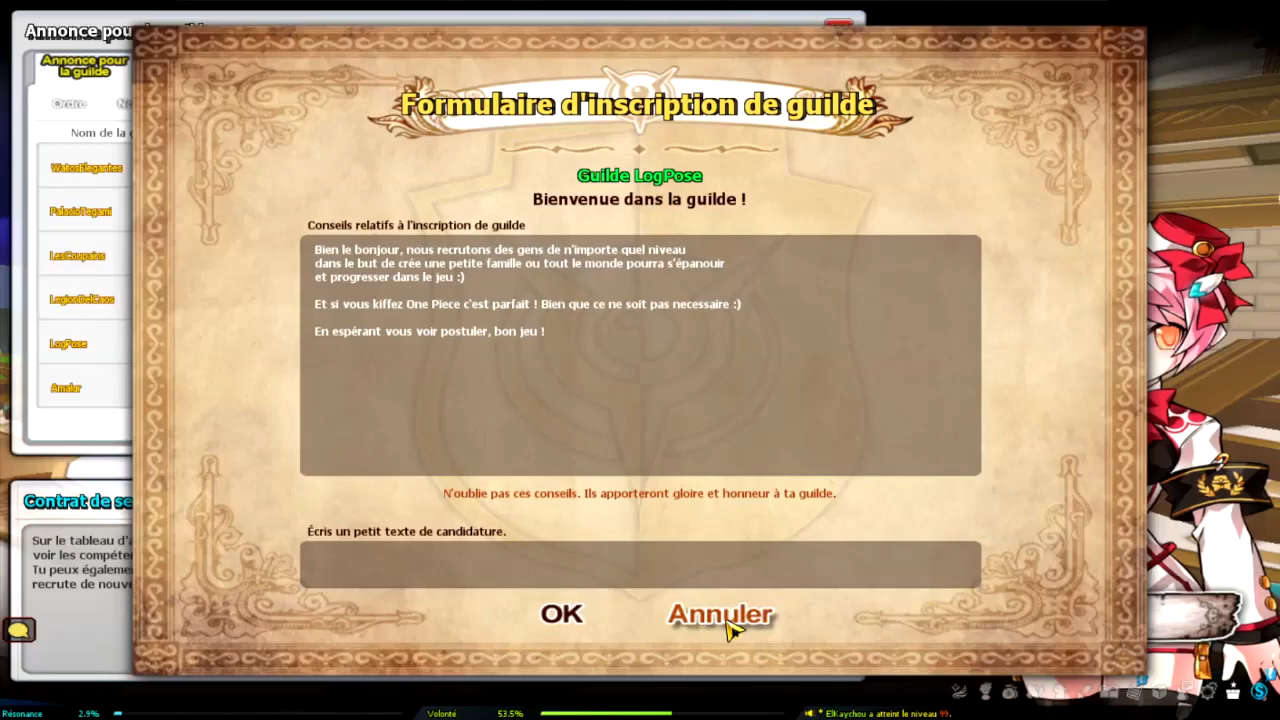 Annonce pou
Annonce pour
la guilde
Ordre
Nom de la
WatosElegantes
PalasioTegami
LesCoupains
LegionDelCaos
LogPose
Amalur
Formulaire d'inscription de guilde
Guilde LogPose
Bienvenue dans la guilde !
Conseils relatifs à l'inscription de guilde
Bien le bonjour, nous recrutons des gens de n'importe quel niveau
dans le but de crée une petite famille ou tout le monde pourra s'épanouir
et progresser dans le jeu :)
Et si vous kiffez One Piece c'est parfait ! Bien que ce ne soit pas necessaire :)
En espérant vous voir postuler, bon jeu !
N'oublie pas ces conseils. Ils apporteront gloire et honneur à ta guilde.
Écris un petit texte de candidature.
OK Annuler
Contrat de se
Sur le tableau d'a
voir les compéte
Tu peux égaleme
recrute de nouve
Résonance 2.9% Volonté 53.5% ElKaychou a atteint le niveau 99.